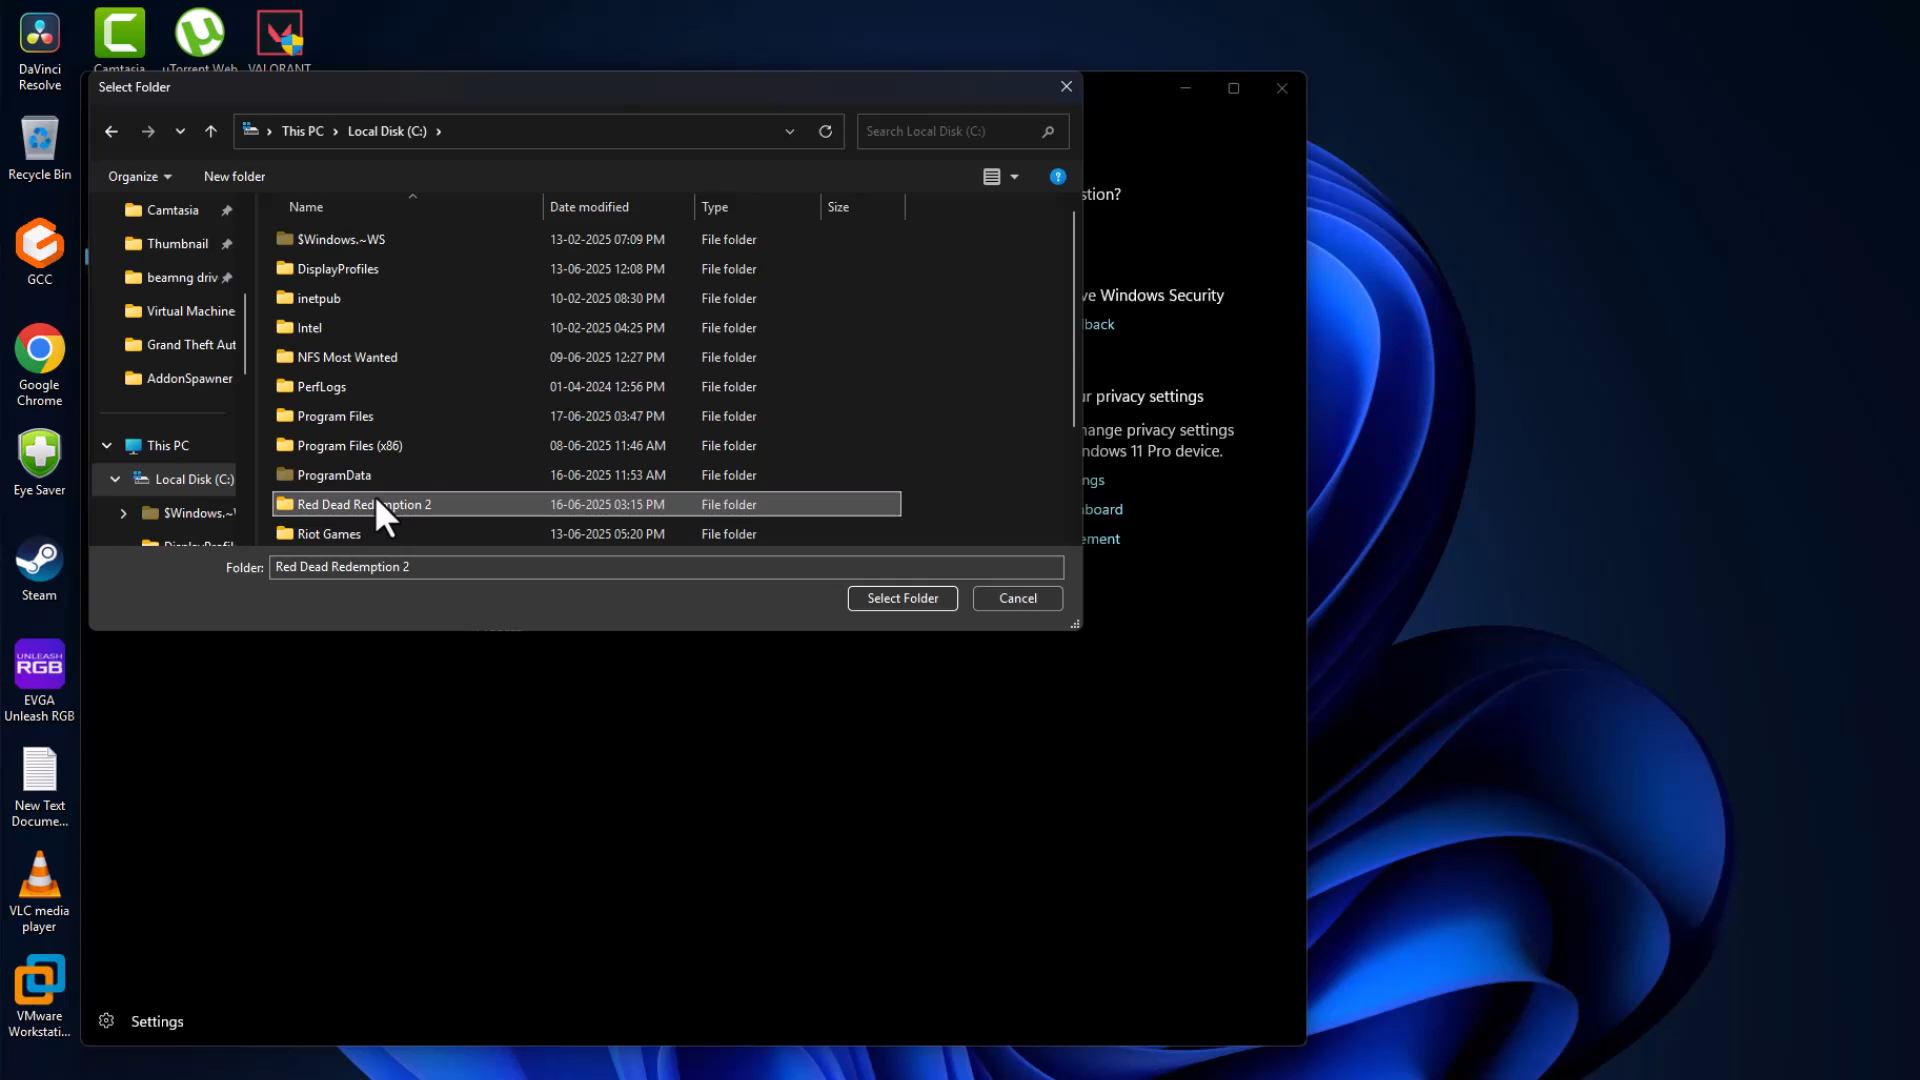 DaVinci
Resolve
Camtasia
uTorrent Web
VALORANT
Select Folder
This PC
Local Disk (C:)
Search Local Disk (C:)
Organize
New folder
Camtasia
Thumbnail
beamng driv
Virtual Machine
Grand Theft Aut
AddonSpawner
This PC
Local Disk (C:)
$Windows.~
Name Date modified Type Size
$Windows.~WS 13-02-2025 07:09 PM File folder
DisplayProfiles 13-06-2025 12:08 PM File folder
inetpub 10-02-2025 08:30 PM File folder
Intel 10-02-2025 04:25 PM File folder
NFS Most Wanted 09-06-2025 12:27 PM File folder
PerfLogs 01-04-2024 12:56 PM File folder
Program Files 17-06-2025 03:47 PM File folder
Program Files (x86) 08-06-2025 11:46 AM File folder
ProgramData 16-06-2025 11:53 AM File folder
Red Dead Redemption 2 16-06-2025 03:15 PM File folder
Riot Games 13-06-2025 05:20 PM File folder
Folder: Red Dead Redemption 2
Select Folder
Cancel
stion?
ve Windows Security
back
ur privacy settings
hange privacy settings
ndows 11 Pro device.
ngs
board
ement
Settings
Recycle Bin
GCC
Google
Chrome
Eye Saver
Steam
UNLEASH
RGB
EVGA
Unleash RGB
New Text
Docume...
VLC media
player
VMware
Workstati...